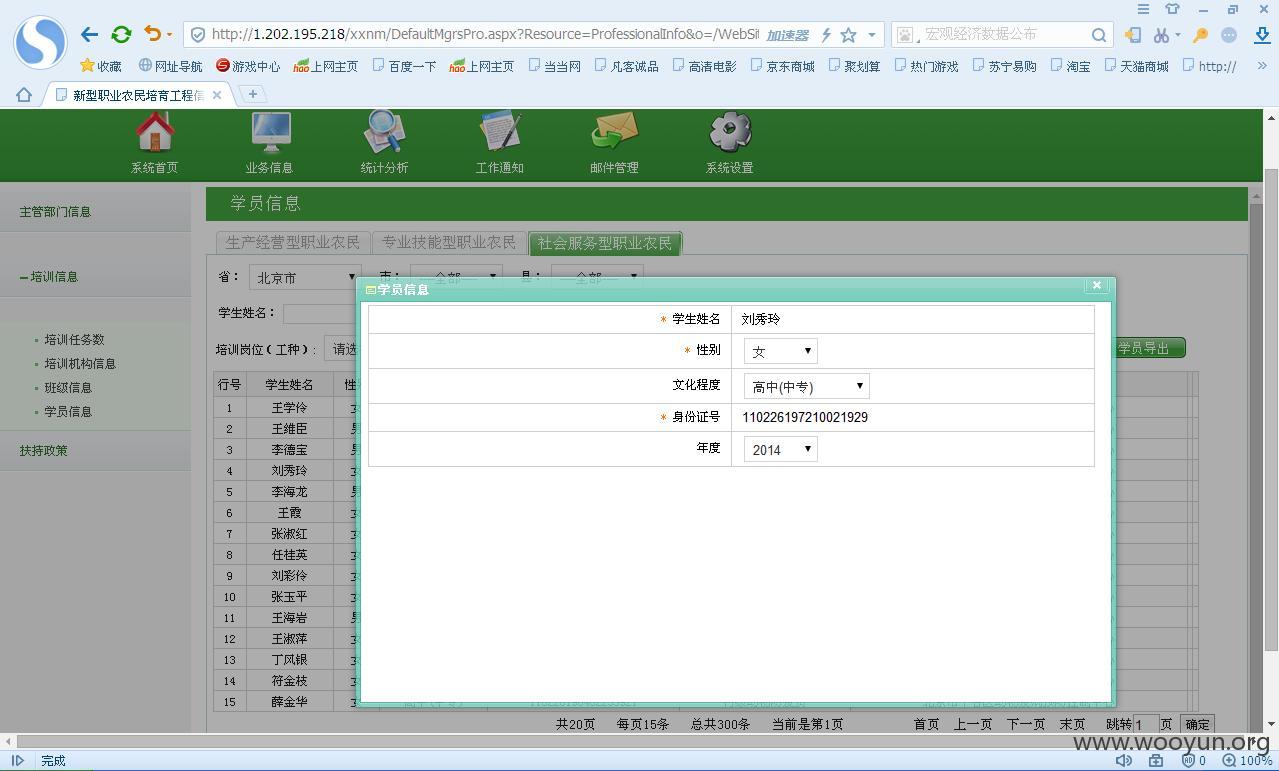 http://1.202.195.218/xxnm/DefaultMgrsPro.aspx?Resource=ProfessionalInfo&o=/WebSi 加速器 宏观经济数据公布
收藏 网址导航 游戏中心 hao上网主页 百度一下 hao上网主页 当当网 凡客诚品 高清电影 京东商城 聚划算 热门游戏 苏宁易购 淘宝 天猫商城 http:// »
新型职业农民培育工程信
系统首页 业务信息 统计分析 工作通知 邮件管理 系统设置
主管部门信息
培训信息
培训任务数
培训机构信息
班级信息
学员信息
扶持政策
学员信息
生产经营型职业农民 专业技能型职业农民 社会服务型职业农民
省： 北京市 市： —全部— 县： —全部—
学生姓名：
培训岗位（工种）： 请选 学员导出
行号 学生姓名 性
1 王学伶
2 王维臣
3 李德宝
4 刘秀玲
5 李海龙
6 王霞
7 张淑红
8 任桂英
9 刘彩伶
10 张玉平
11 王海岩
12 王淑萍
13 丁风银
14 符金枝
15 薛金华
学员信息
* 学生姓名 刘秀玲
* 性别 女
文化程度 高中(中专)
* 身份证号 110226197210021929
年度 2014
共20页 每页15条 总共300条 当前是第1页 首页 上一页 下一页 末页 跳转 1 页 确定
www.wooyun.org
完成 0 100%